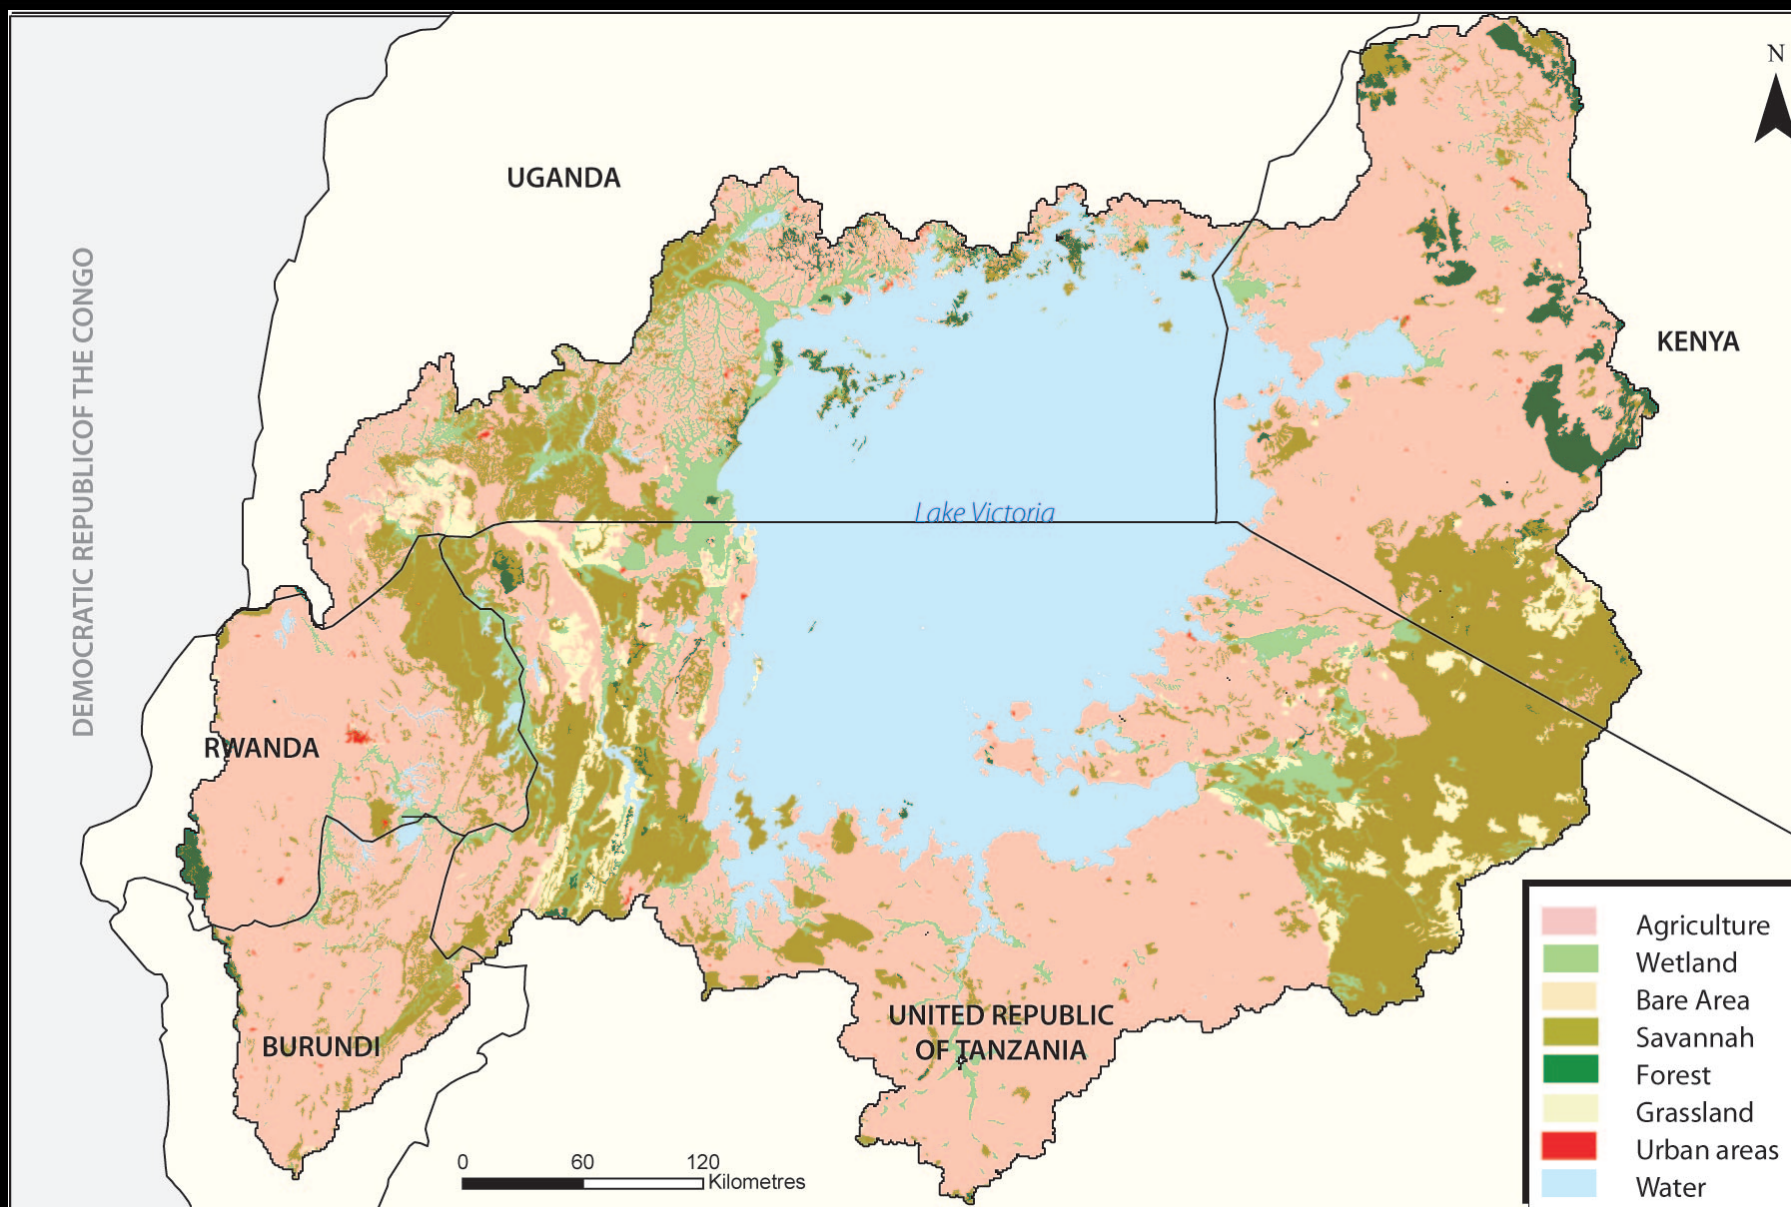 N
UGANDA
DEMOCRATIC REPUBLICOF THE CONGO
KENYA
Lake Victoria
RWANDA
BURUNDI
UNITED REPUBLIC
OF TANZANIA
0 60 120
Kilometres
Agriculture
Wetland
Bare Area
Savannah
Forest
Grassland
Urban areas
Water